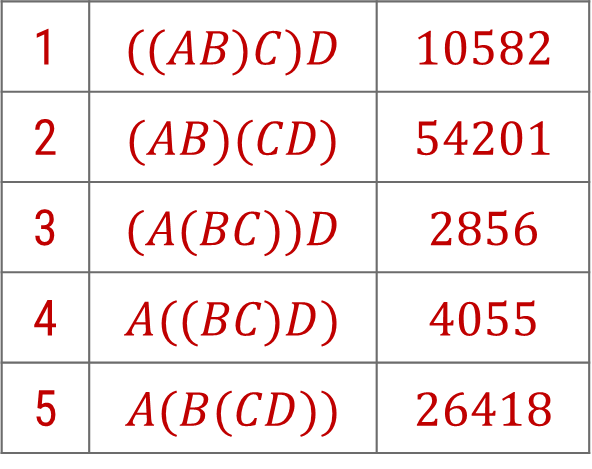 1 ((AB)C)D 10582
2 (AB)(CD) 54201
3 (A(BC))D 2856
4 A((BC)D) 4055
5 A(B(CD)) 26418